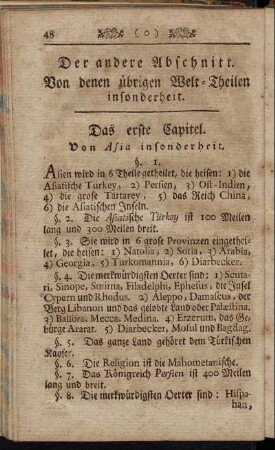 48 ( o )
Der andere Abschnitt.
Von denen übrigen Welt-Theilen
insonderheit.
Das erste Capitel.
Von Asia insonderheit.
§. 1.
Asien wird in 6 Theile getheilet, die heisen: 1) die
Asiatische Turkey, 2) Persien, 3) Ost-Indien,
4) die grose Tartarey, 5) das Reich China,
6) die Asiatischen Inseln.
§. 2. Die Asiatische Türkey ist 100 Meilen
lang und 300 Meilen breit.
§. 3. Sie wird in 6 grose Provinzen eingethei-
let, die heisen: 1) Natolia, 2) Sotia, 3) Arabia,
4) Georgia, 5) Turkomannia, 6) Diarbecker.
§. 4. Die merkwürdigsten Oerter sind: 1) Scuta-
ri, Sinope, Smirna, Filadelphi, Ephesus, die Insel
Cypern und Rhodus. 2) Aleppo, Damascus, der
Berg Libanon und das gelobte Land oder Palæstina.
3) Balsora, Mecca, Medina. 4) Erzerum, das Ge-
bürge Ararat. 5) Diarbecker, Mosul und Bagdag.
§. 5. Das ganze Land gehöret dem Türkischen
Kayser.
§. 6. Die Religion ist die Mahometanische.
§. 7. Das Königreich Persien ist 400 Meilen
lang und breit.
§. 8. Die merkwürdigsten Oerter sind: Hispa-
han,